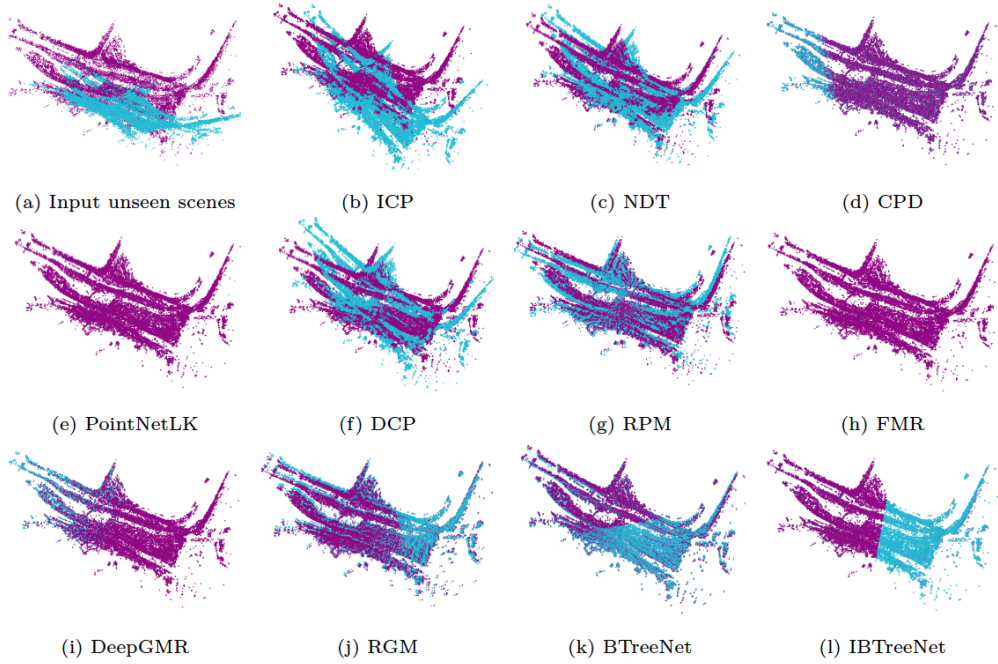 (a) Input unseen scenes
(b) ICP
(c) NDT
(d) CPD
(e) PointNetLK
(f) DCP
(g) RPM
(h) FMR
(i) DeepGMR
(j) RGM
(k) BTreeNet
(l) IBTreeNet